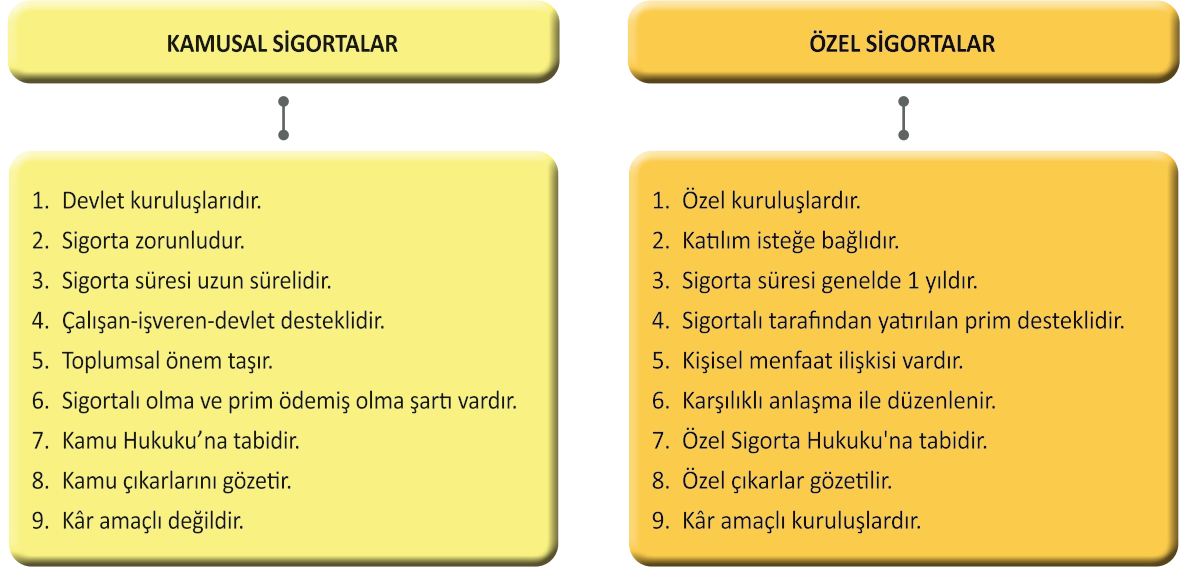 KAMUSAL SİGORTALAR
1. Devlet kuruluşlarıdır.
2. Sigorta zorunludur.
3. Sigorta süresi uzun sürelidir.
4. Çalışan-işveren-devlet desteklidir.
5. Toplumsal önem taşır.
6. Sigortalı olma ve prim ödemiş olma şartı vardır.
7. Kamu Hukuku’na tabidir.
8. Kamu çıkarlarını gözetir.
9. Kâr amaçlı değildir.
ÖZEL SİGORTALAR
1. Özel kuruluşlardır.
2. Katılım isteğe bağlıdır.
3. Sigorta süresi genelde 1 yıldır.
4. Sigortalı tarafından yatırılan prim desteklidir.
5. Kişisel menfaat ilişkisi vardır.
6. Karşılıklı anlaşma ile düzenlenir.
7. Özel Sigorta Hukuku'na tabidir.
8. Özel çıkarlar gözetilir.
9. Kâr amaçlı kuruluşlardır.